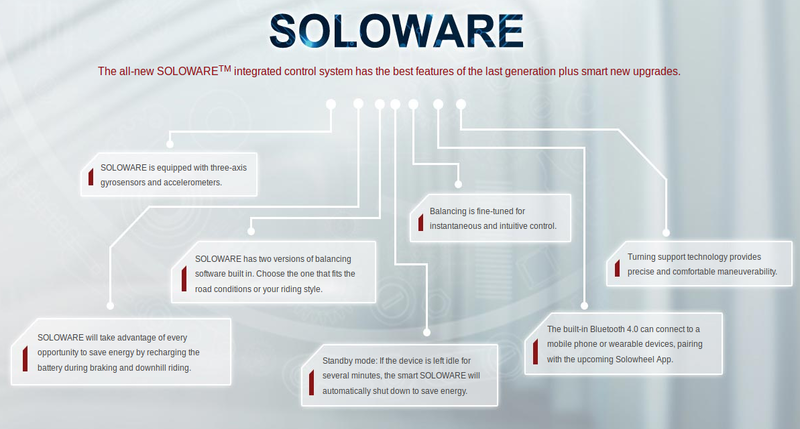 SOLOWARE
The all-new SOLOWARE™ integrated control system has the best features of the last generation plus smart new upgrades.
SOLOWARE is equipped with three-axis
gyrosensors and accelerometers.
Balancing is fine-tuned for
instantaneous and intuitive control.
SOLOWARE has two versions of balancing
software built in. Choose the one that fits the
road conditions or your riding style.
Turning support technology provides
precise and comfortable maneuverability.
SOLOWARE will take advantage of every
opportunity to save energy by recharging the
battery during braking and downhill riding.
Standby mode: If the device is left idle for
several minutes, the smart SOLOWARE will
automatically shut down to save energy.
The built-in Bluetooth 4.0 can connect to a
mobile phone or wearable devices, pairing
with the upcoming Solowheel App.